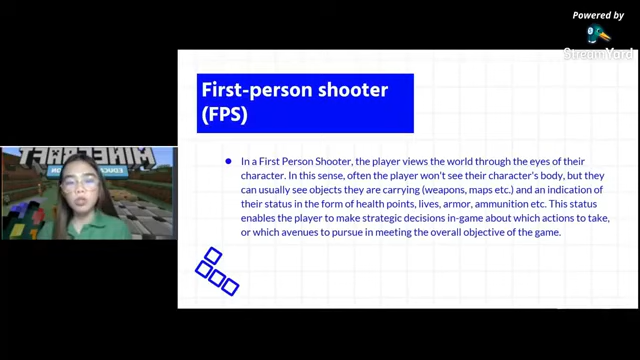 Powered by
StreamYard
First-person shooter
(FPS)
In a First Person Shooter, the player views the world through the eyes of their
character. In this sense, often the player won't see their character's body, but they
can usually see objects they are carrying (weapons, maps etc.) and an indication of
their status in the form of health points, lives, armor, ammunition etc. This status
enables the player to make strategic decisions in-game about which actions to take,
or which avenues to pursue in meeting the overall objective of the game.
MINECRAFT